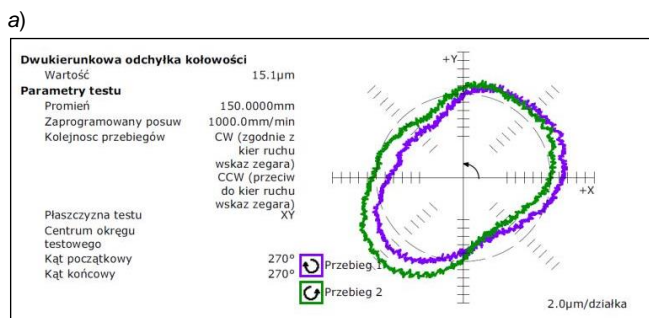 a)
Dwukierunkowa odchyłka kołowości
Wartość 15.1µm
Parametry testu
Promień 150.0000mm
Zaprogramowany posuw 1000.0mm/min
Kolejnosc przebiegów CW (zgodnie z
kier ruchu
wskaz zegara)
CCW (przeciw
do kier ruchu
wskaz zegara)
Płaszczyzna testu XY
Centrum okręgu
testowego
Kąt początkowy 270°
Kąt końcowy 270°
Przebieg 1
Przebieg 2
+Y
+X
2.0µm/działka